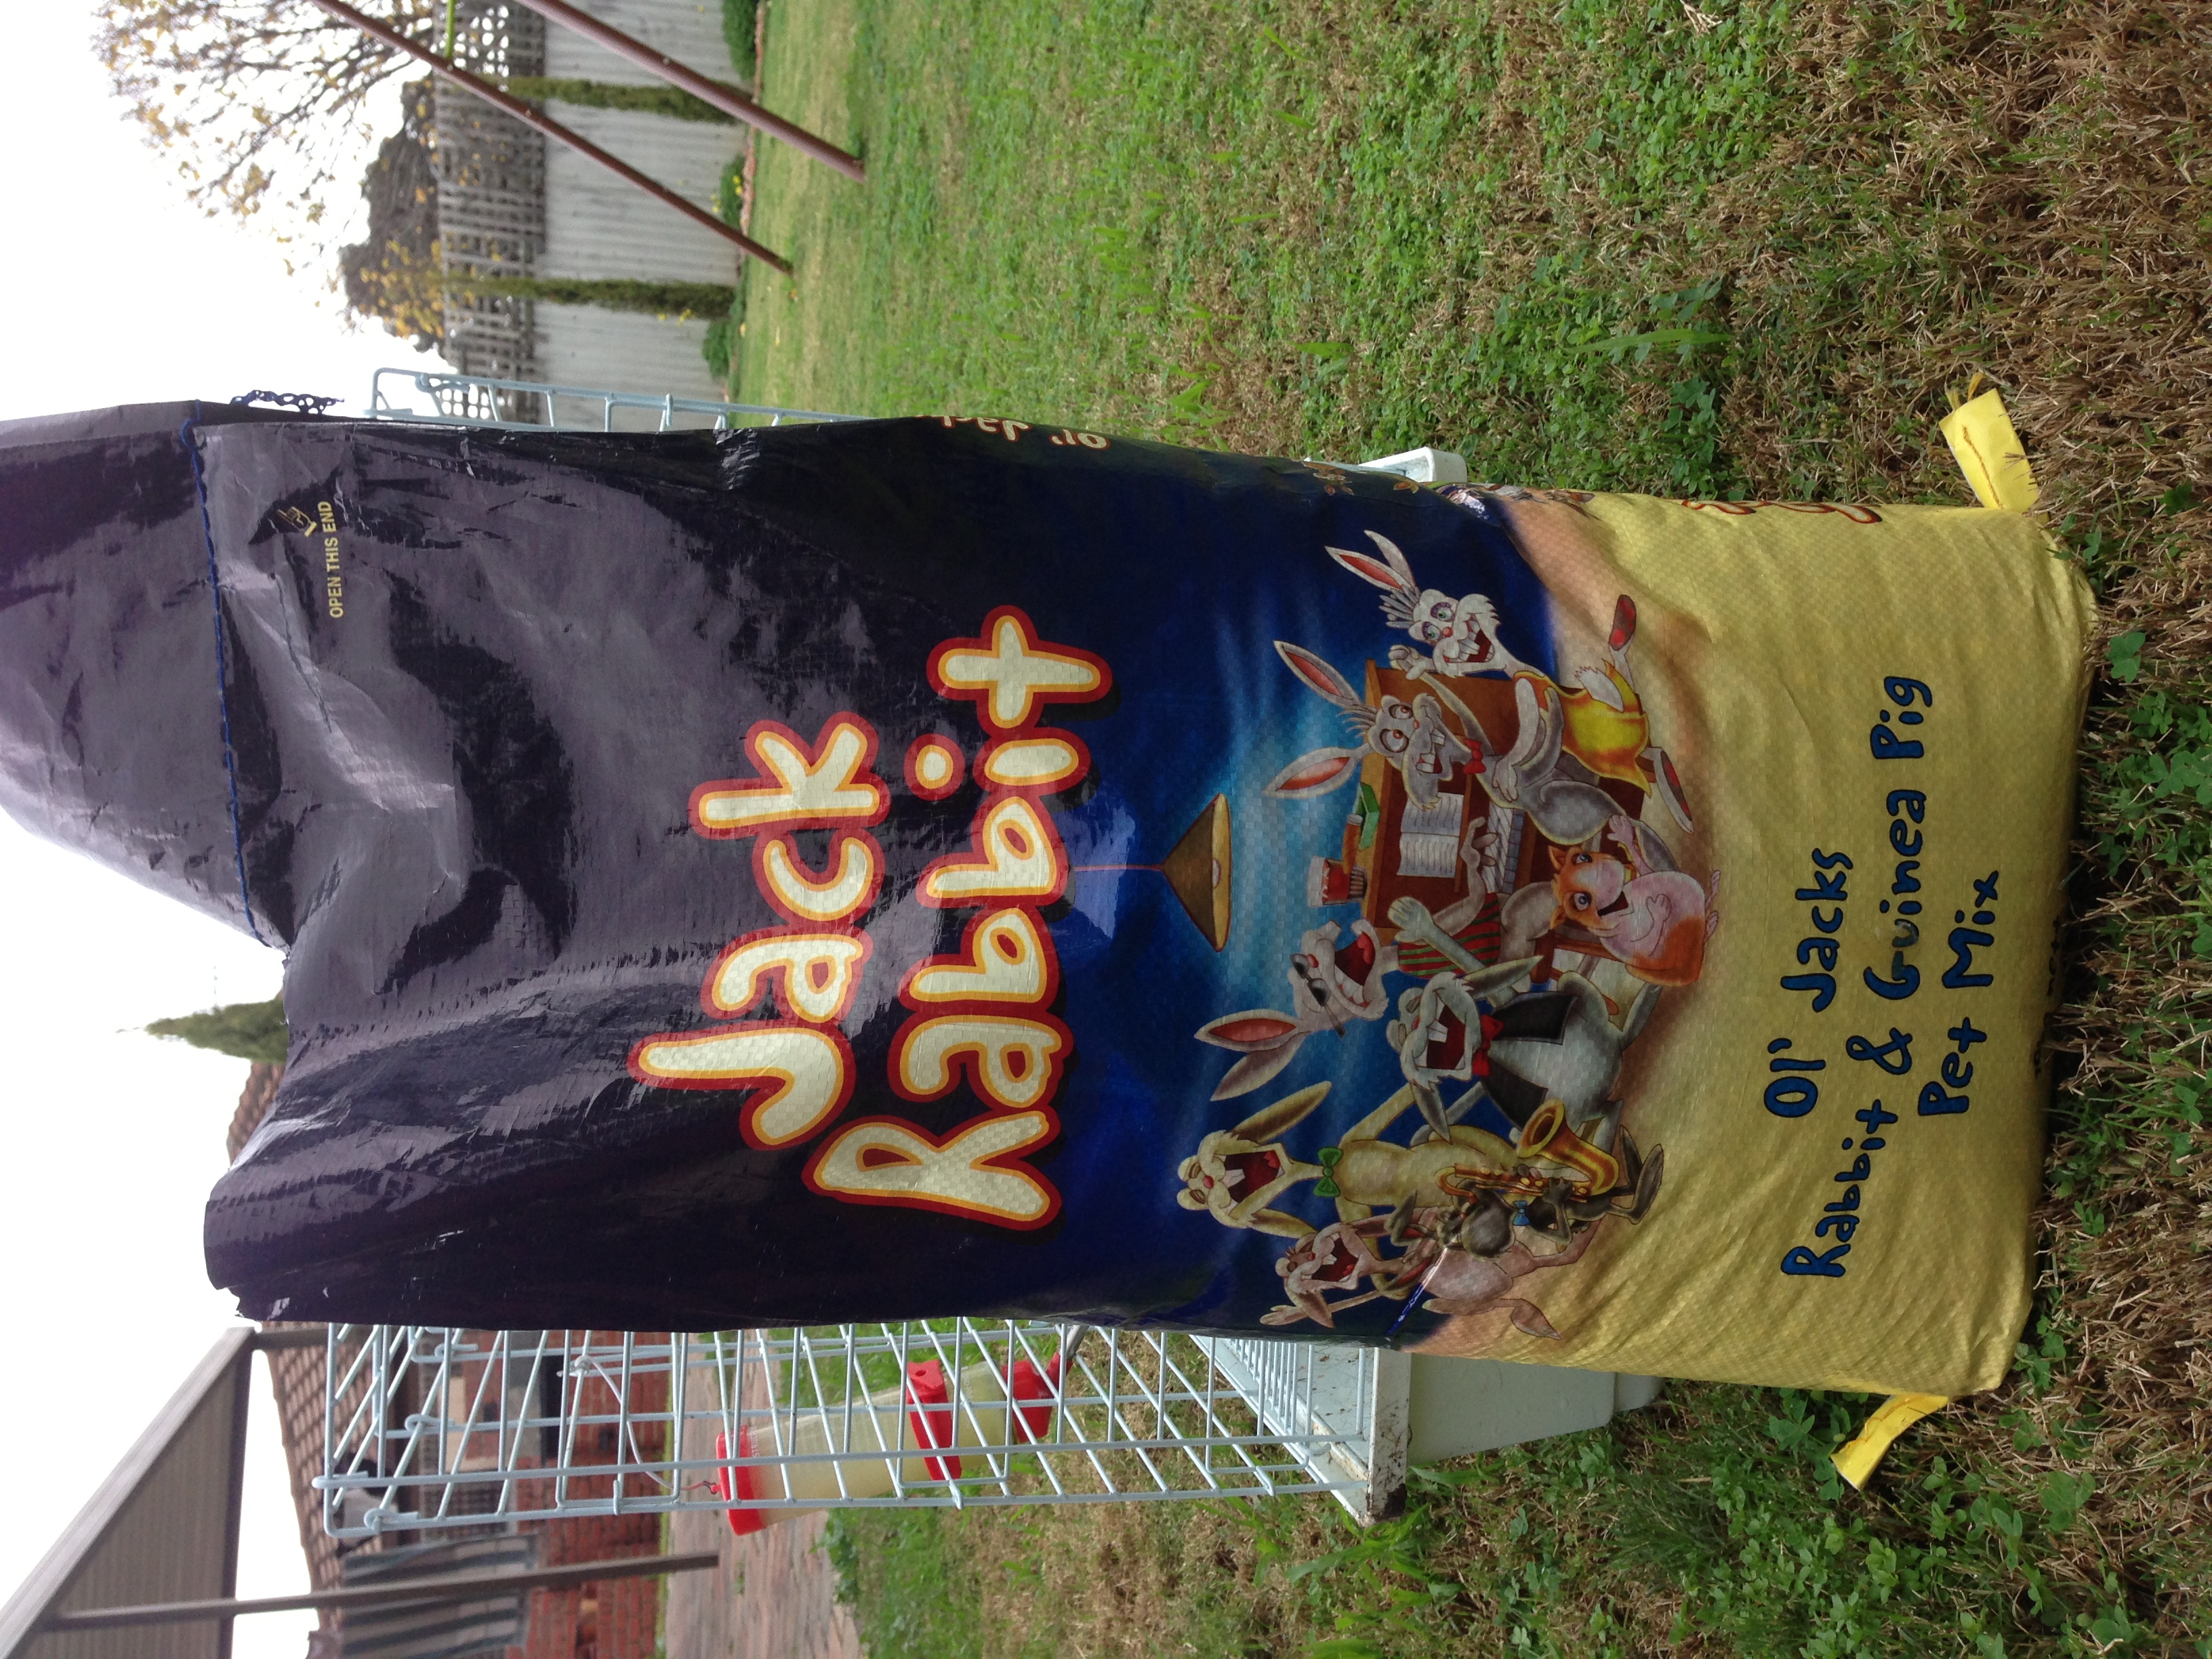 OPEN THIS END
Jack
Rabbit
Ol' Jacks
Rabbit & Guinea Pig
Pet Mix